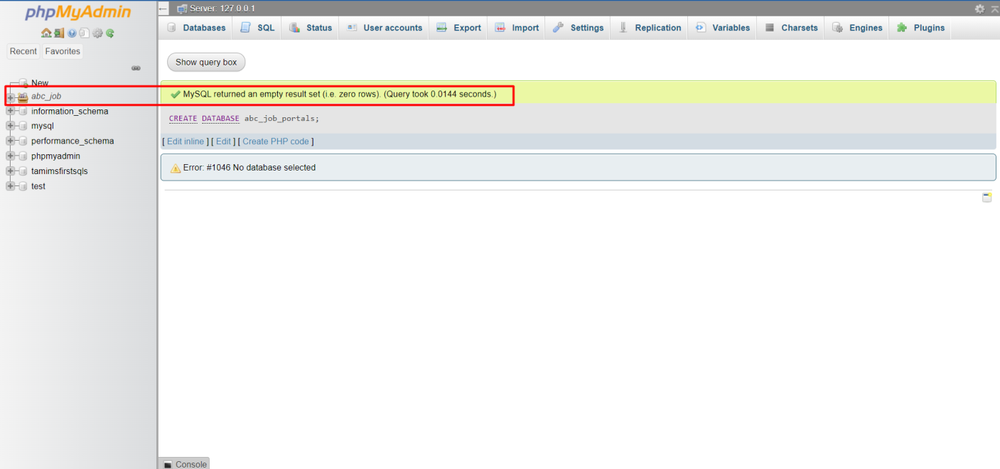 phpMyAdmin
Recent Favorites
New
abc_job
information_schema
mysql
performance_schema
phpmyadmin
tamimsfirstsqls
test
Server: 127.0.0.1
Databases SQL Status User accounts Export Import Settings Replication Variables Charsets Engines Plugins
Show query box
MySQL returned an empty result set (i.e. zero rows). (Query took 0.0144 seconds.)
CREATE DATABASE abc_job_portals;
[ Edit inline ] [ Edit ] [ Create PHP code ]
Error: #1046 No database selected
Console